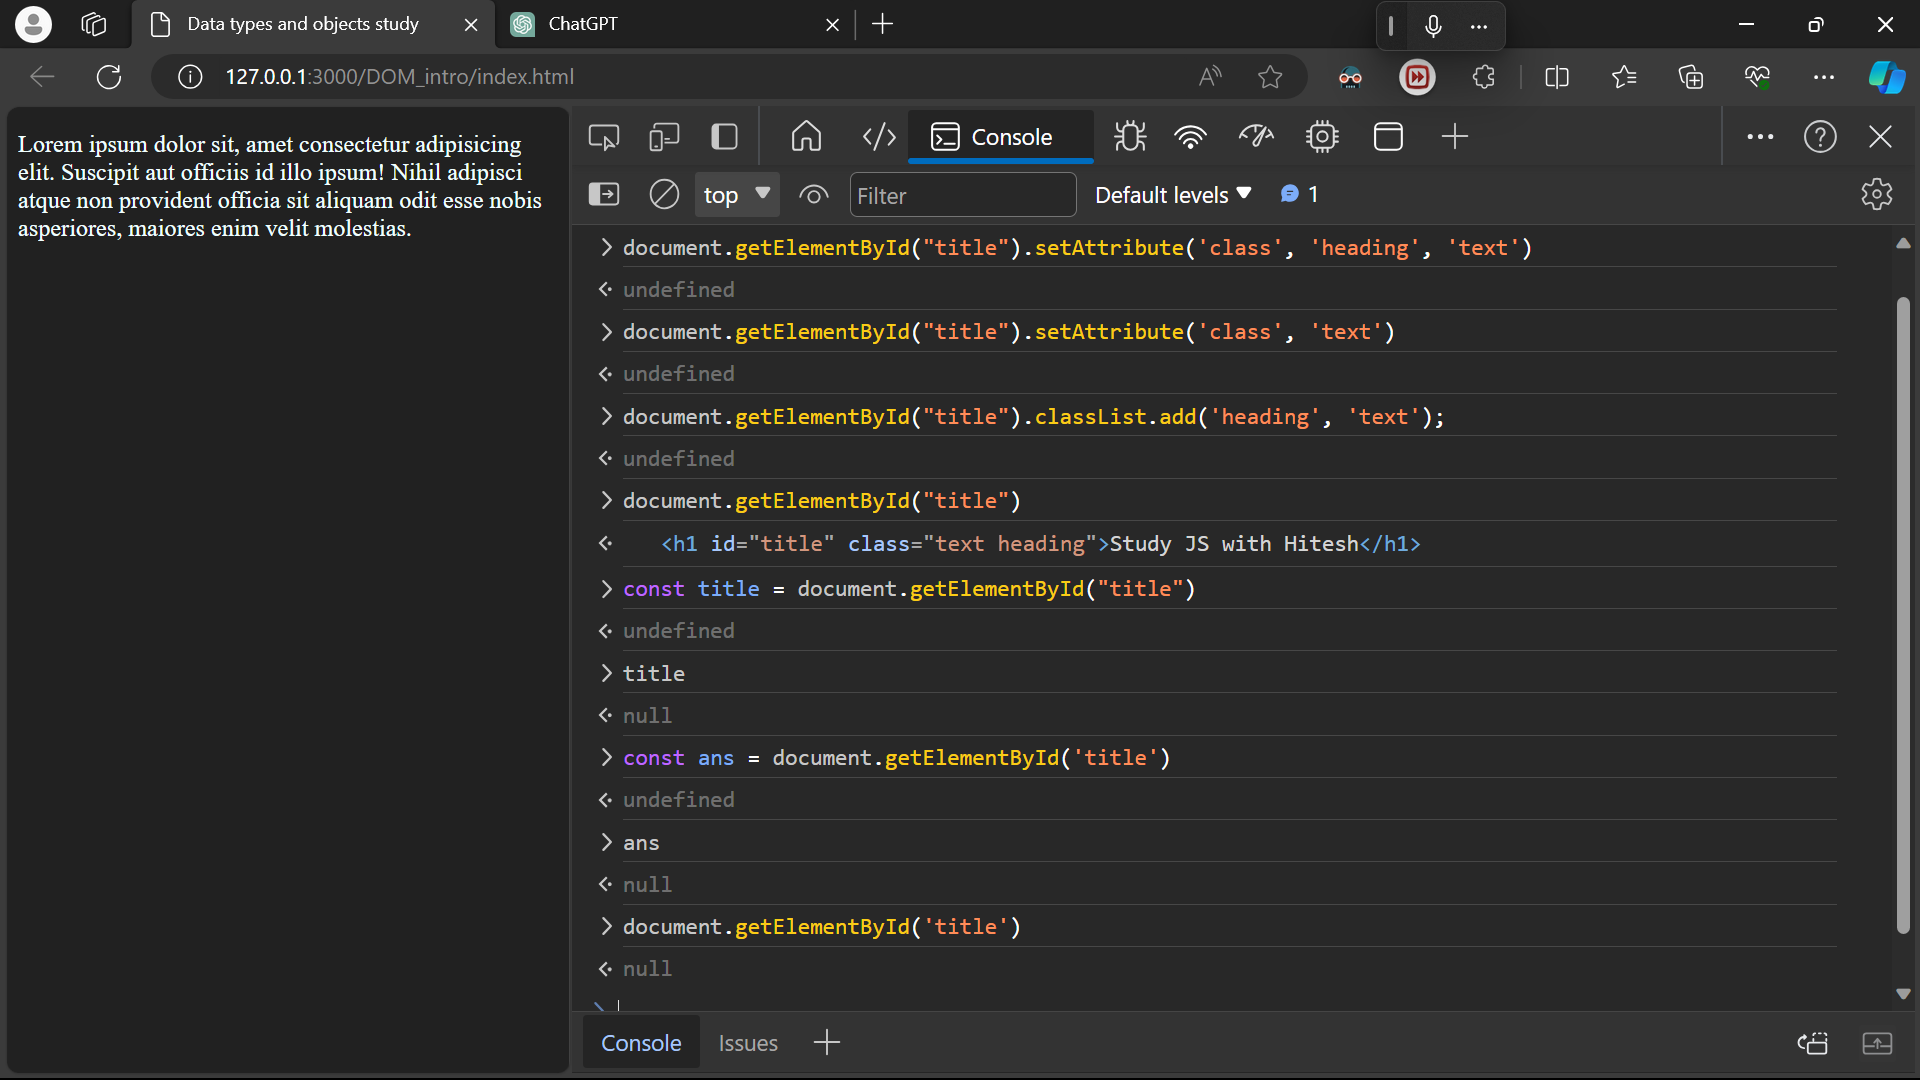 Data types and objects study
ChatGPT
127.0.0.1:3000/DOM_intro/index.html
Lorem ipsum dolor sit, amet consectetur adipisicing
elit. Suscipit aut officiis id illo ipsum! Nihil adipisci
atque non provident officia sit aliquam odit esse nobis
asperiores, maiores enim velit molestias.
Console
top
Filter
Default levels
1
document.getElementById("title").setAttribute('class', 'heading', 'text')
undefined
document.getElementById("title").setAttribute('class', 'text')
undefined
document.getElementById("title").classList.add('heading', 'text');
undefined
document.getElementById("title")
<h1 id="title" class="text heading">Study JS with Hitesh</h1>
const title = document.getElementById("title")
undefined
title
null
const ans = document.getElementById('title')
undefined
ans
null
document.getElementById('title')
null
Console
Issues